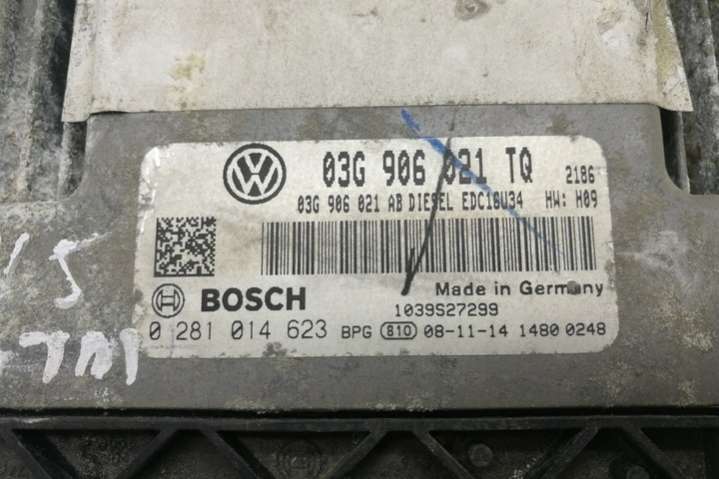 03G 906 021 TQ 2186
03G 906 021 AB DIESEL EDC16U34 HW: H09
BOSCH
Made in Germany
1039S27299
0 281 014 623 BPG 810 08-11-14 1480 0248